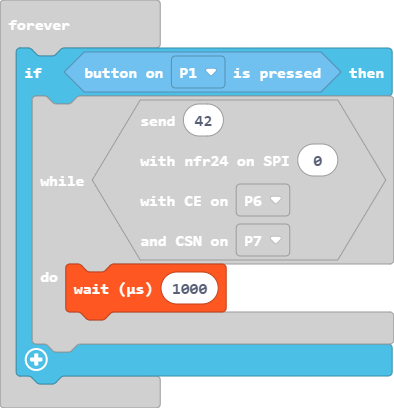 forever
if button on P1 is pressed then
send 42
with nfr24 on SPI 0
while
with CE on P6
and CSN on P7
do
wait (µs) 1000